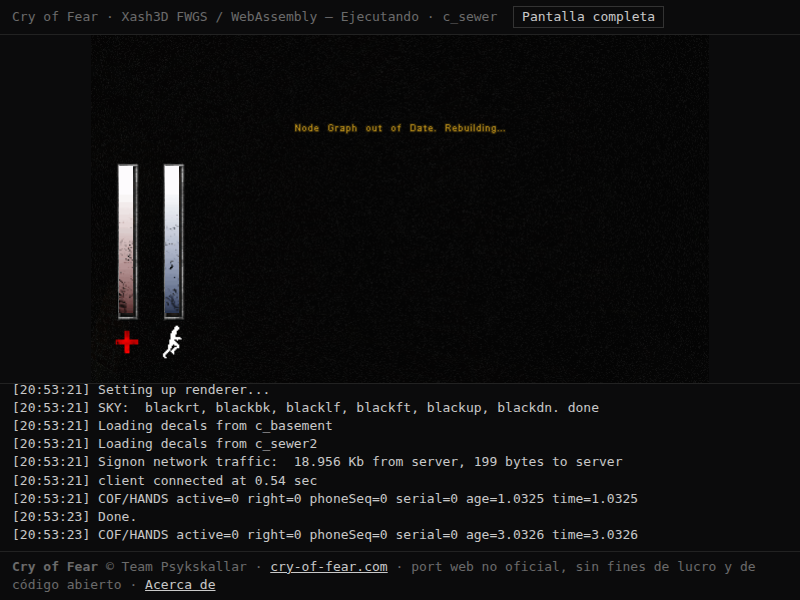 Cry of Fear · Xash3D FWGS / WebAssembly — Ejecutando · c_sewer Pantalla completa
Node Graph out of Date. Rebuilding...
[20:53:21] Setting up renderer...
[20:53:21] SKY:  blackrt, blackbk, blacklf, blackft, blackup, blackdn. done
[20:53:21] Loading decals from c_basement
[20:53:21] Loading decals from c_sewer2
[20:53:21] Signon network traffic:  18.956 Kb from server, 199 bytes to server
[20:53:21] client connected at 0.54 sec
[20:53:21] COF/HANDS active=0 right=0 phoneSeq=0 serial=0 age=1.0325 time=1.0325
[20:53:23] Done.
[20:53:23] COF/HANDS active=0 right=0 phoneSeq=0 serial=0 age=3.0326 time=3.0326
Cry of Fear © Team Psykskallar · cry-of-fear.com · port web no oficial, sin fines de lucro y de
código abierto · Acerca de